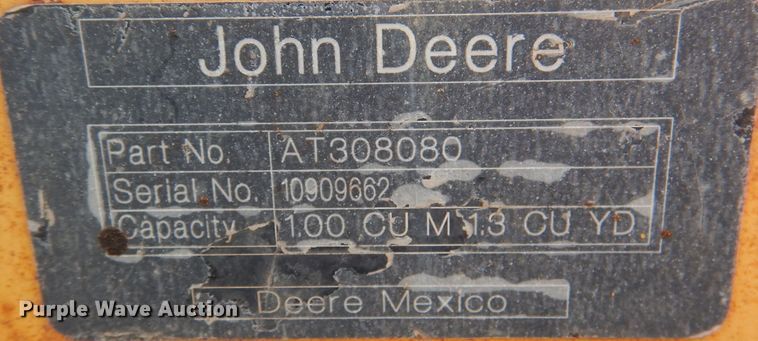 John Deere
Part No. AT308080
Serial No. 10909662
Capacity 1.00 CU M 1.3 CU YD
Deere Mexico
Purple Wave Auction